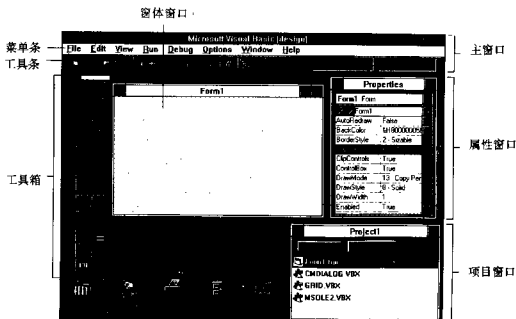 窗体窗口
Microsoft Visual Basic [design]
菜单条
File Edit View Run Debug Options Window Help
主窗口
工具条
Form1
Properties
Form1 Form
Form1
AutoRedraw False
BackColor
BorderStyle 2 - Sizable
属性窗口
ClipControls True
ControlBox True
DrawMode 13 - Copy Pen
DrawStyle 0 - Solid
DrawWidth 1
Enabled True
工具箱
Project1
CMDIALOG.VBX
GRID.VBX
MSOLE2.VBX
项目窗口